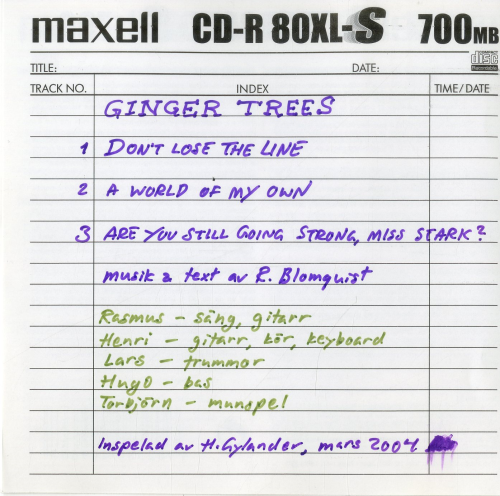 maxell CD-R 80XL-S 700MB
disc
TITLE: DATE:
TRACK NO. INDEX TIME/DATE
GINGER TREES
1 DON'T LOSE THE LINE
2 A WORLD OF MY OWN
3 ARE YOU STILL GOING STRONG, MISS STARK?
musik & text av R. Blomquist
Rasmus – sång, gitarr
Henri – gitarr, kör, keyboard
Lars – trummor
Hugo – bas
Torbjörn – munspel
Inspelad av H. Gylander, mars 2004